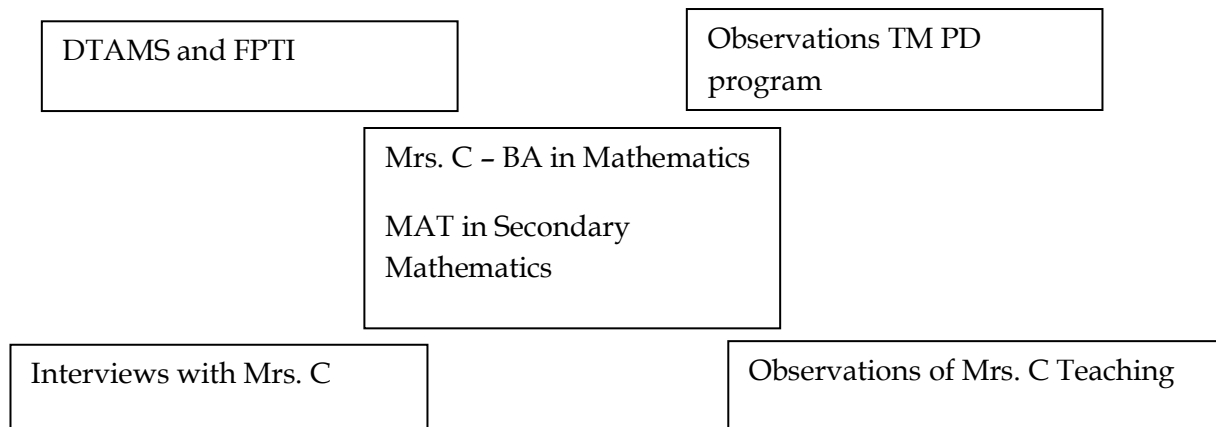 DTAMS and FPTI
Observations TM PD
program
Mrs. C – BA in Mathematics
MAT in Secondary
Mathematics
Interviews with Mrs. C
Observations of Mrs. C Teaching